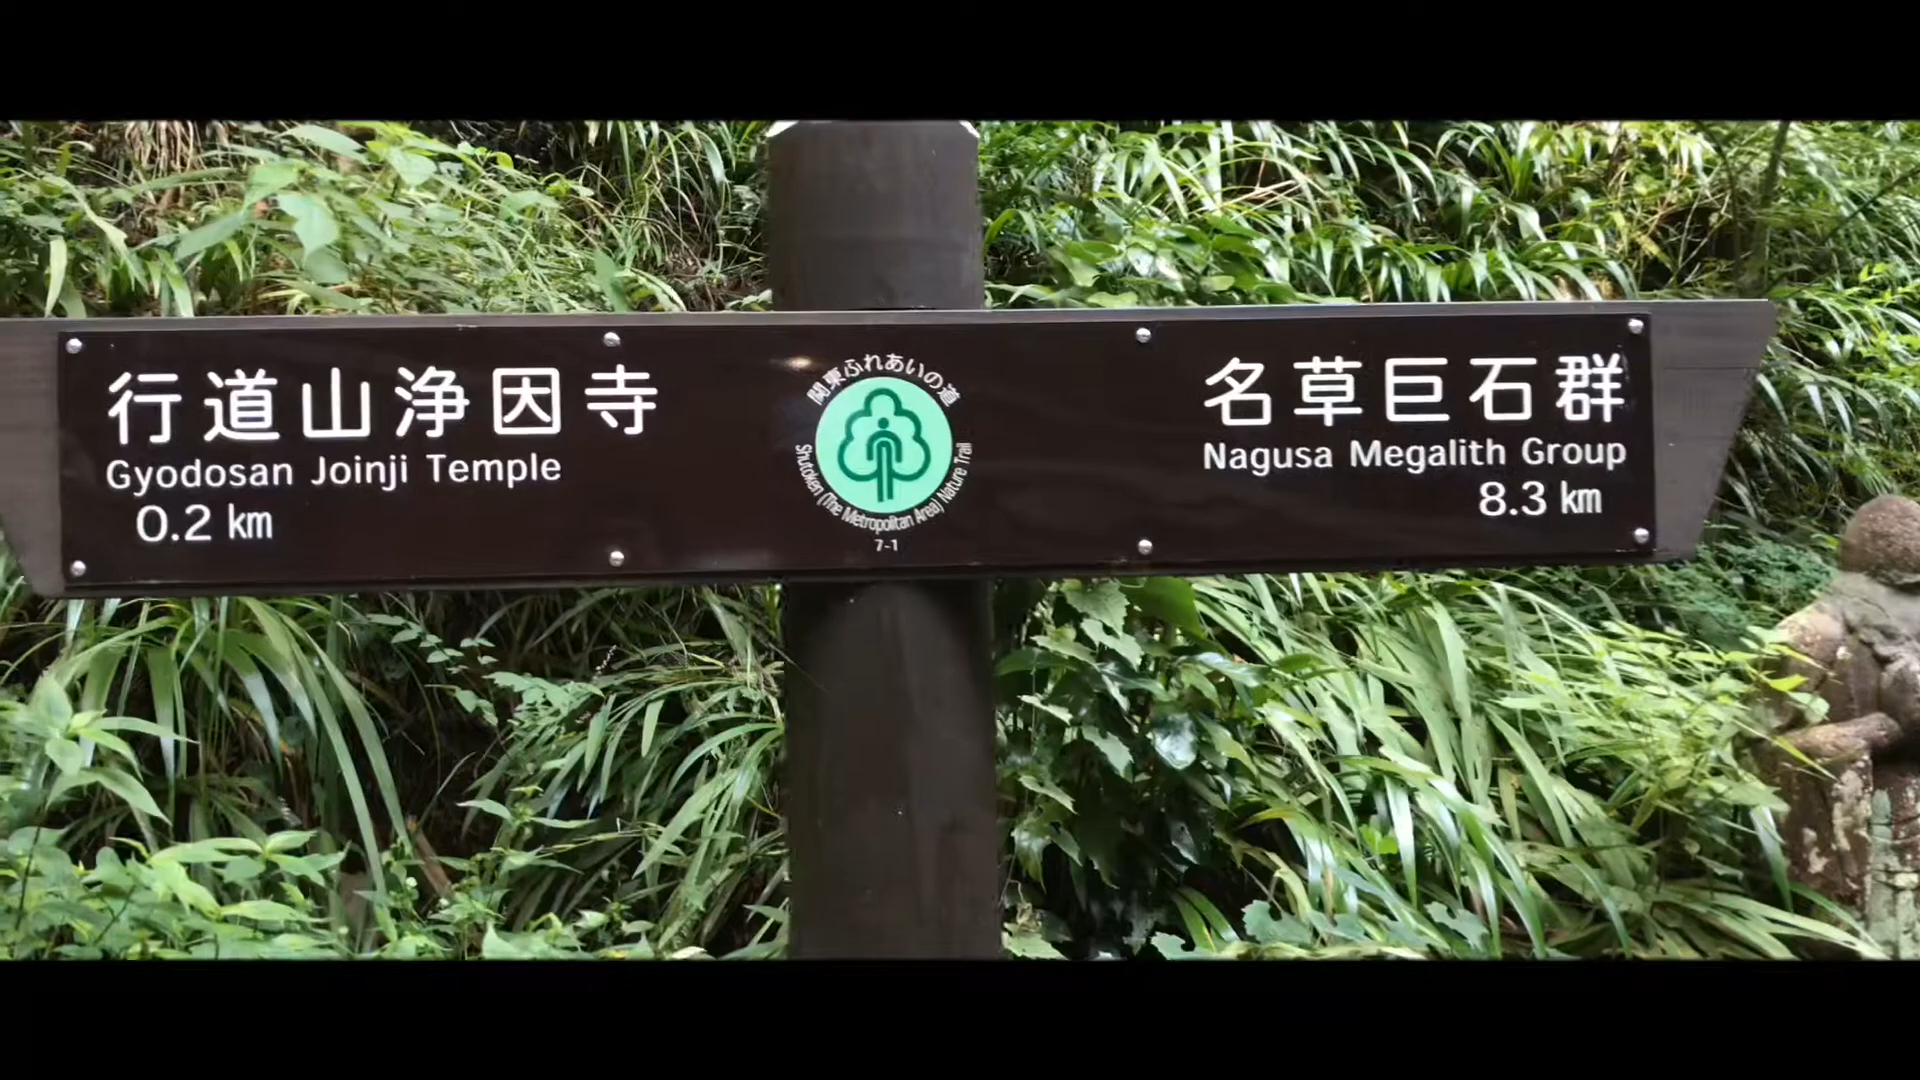 行道山浄因寺
Gyodosan Joinji Temple
0.2 km
関東ふれあいの道
Shutoken (The Metropolitan Area) Nature Trail
7-1
名草巨石群
Nagusa Megalith Group
8.3 km